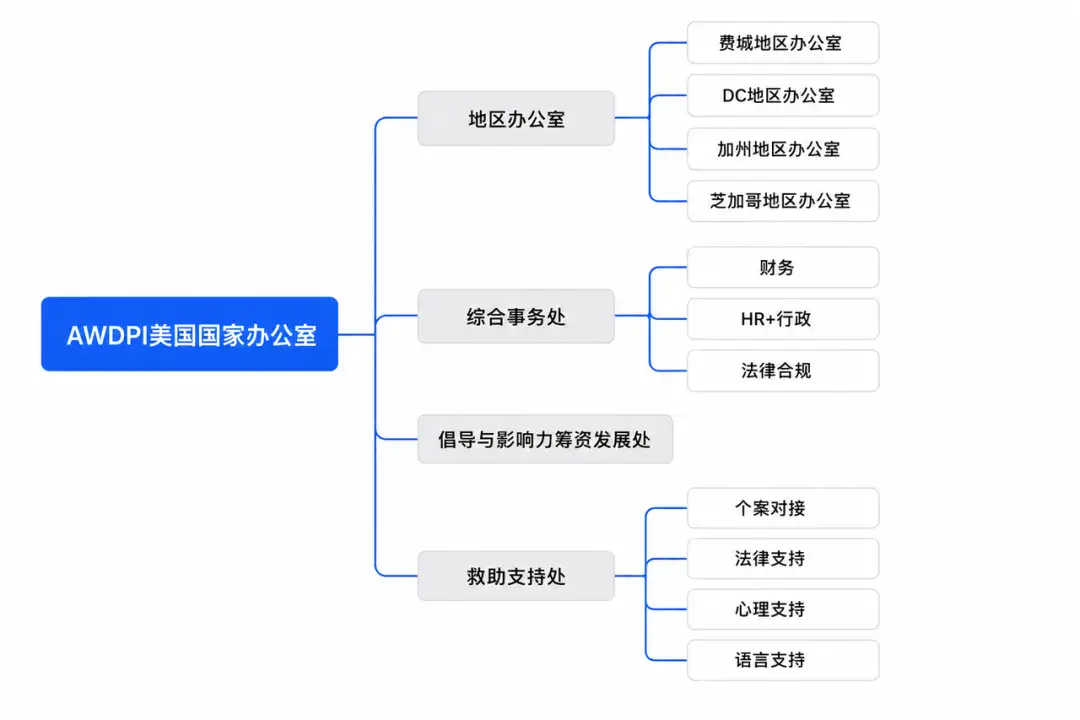 AWDPI美国国家办公室
地区办公室
费城地区办公室
DC地区办公室
加州地区办公室
芝加哥地区办公室
综合事务处
财务
HR+行政
法律合规
倡导与影响力筹资发展处
救助支持处
个案对接
法律支持
心理支持
语言支持